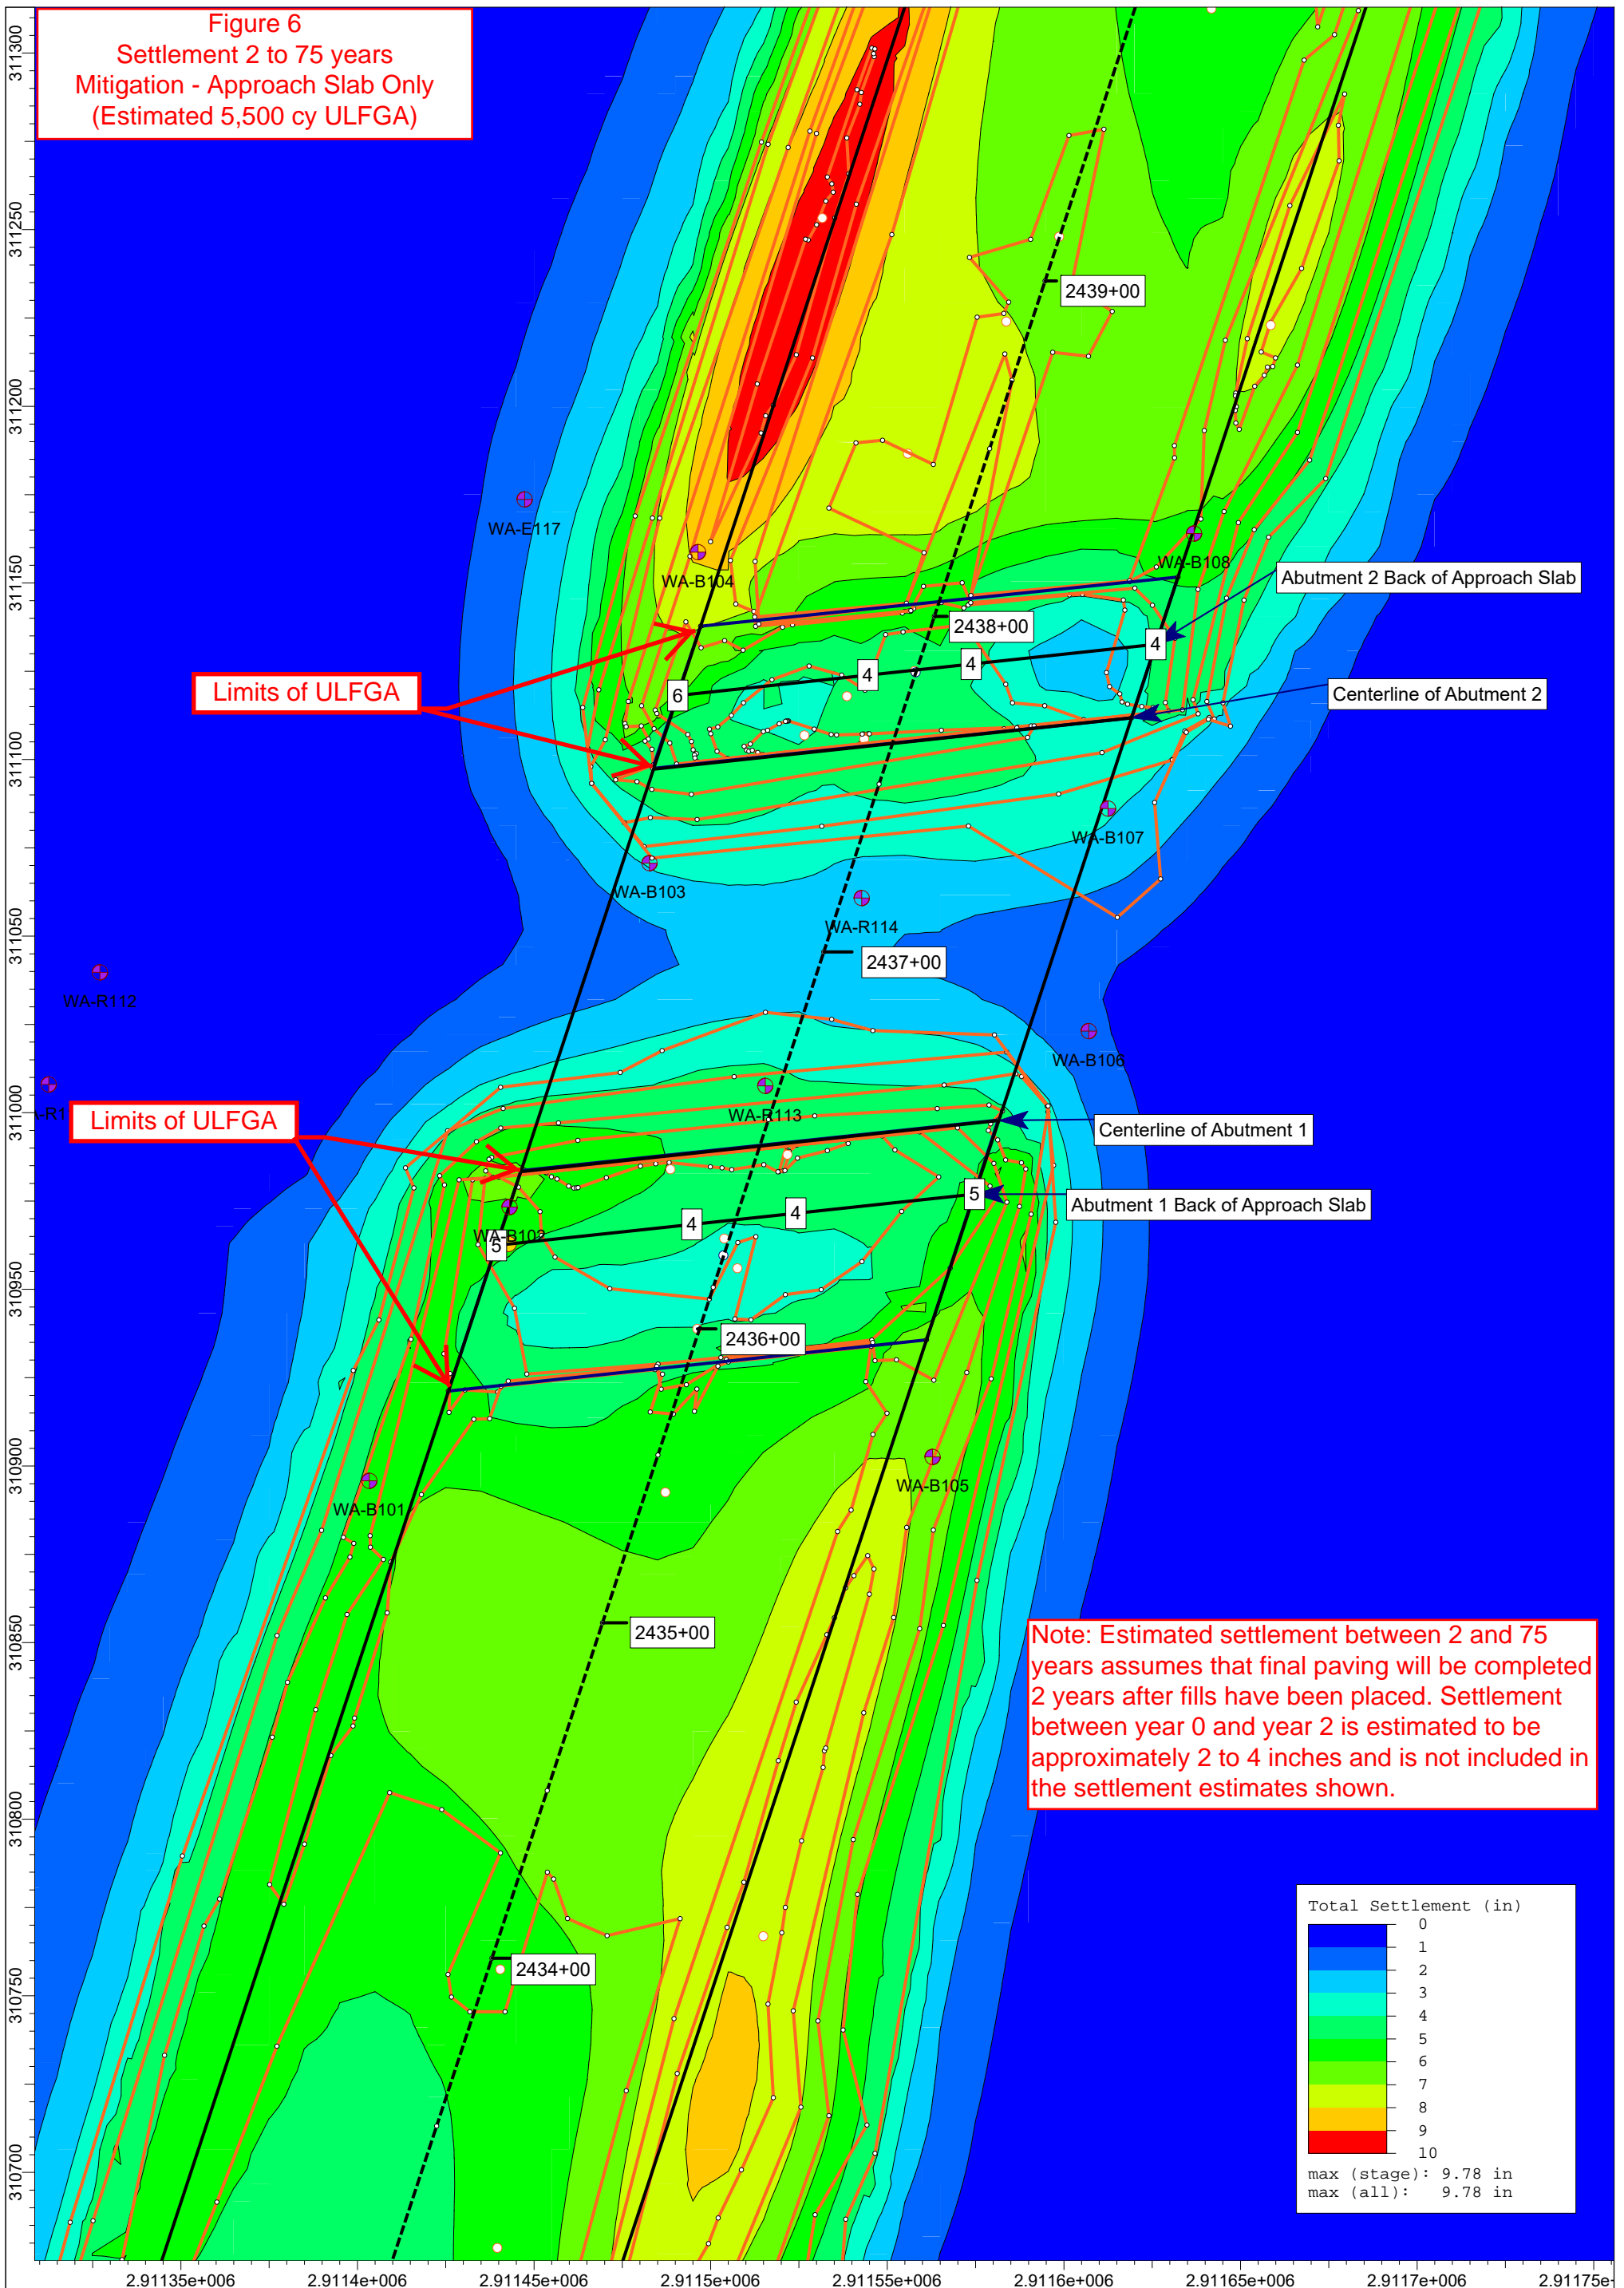 Figure 6
Settlement 2 to 75 years
Mitigation - Approach Slab Only
(Estimated 5,500 cy ULFGA)
311300
311250
311200
311150
311100
311050
311000
310950
310900
310850
310800
310750
310700
2439+00
WA-E117
WA-B104
WA-B108
Abutment 2 Back of Approach Slab
2438+00
4
4
4
6
Limits of ULFGA
Centerline of Abutment 2
WA-B107
WA-B103
WA-R114
2437+00
WA-R112
WA-B106
A-R1
Limits of ULFGA
WA-R113
Centerline of Abutment 1
5
Abutment 1 Back of Approach Slab
4
4
WA-B102
5
2436+00
WA-B105
WA-B101
2435+00
Note: Estimated settlement between 2 and 75
years assumes that final paving will be completed
2 years after fills have been placed. Settlement
between year 0 and year 2 is estimated to be
approximately 2 to 4 inches and is not included in
the settlement estimates shown.
2434+00
Total Settlement (in)
0
1
2
3
4
5
6
7
8
9
10
max (stage): 9.78 in
max (all): 9.78 in
2.91135e+006
2.9114e+006
2.91145e+006
2.9115e+006
2.91155e+006
2.9116e+006
2.91165e+006
2.9117e+006
2.91175e+